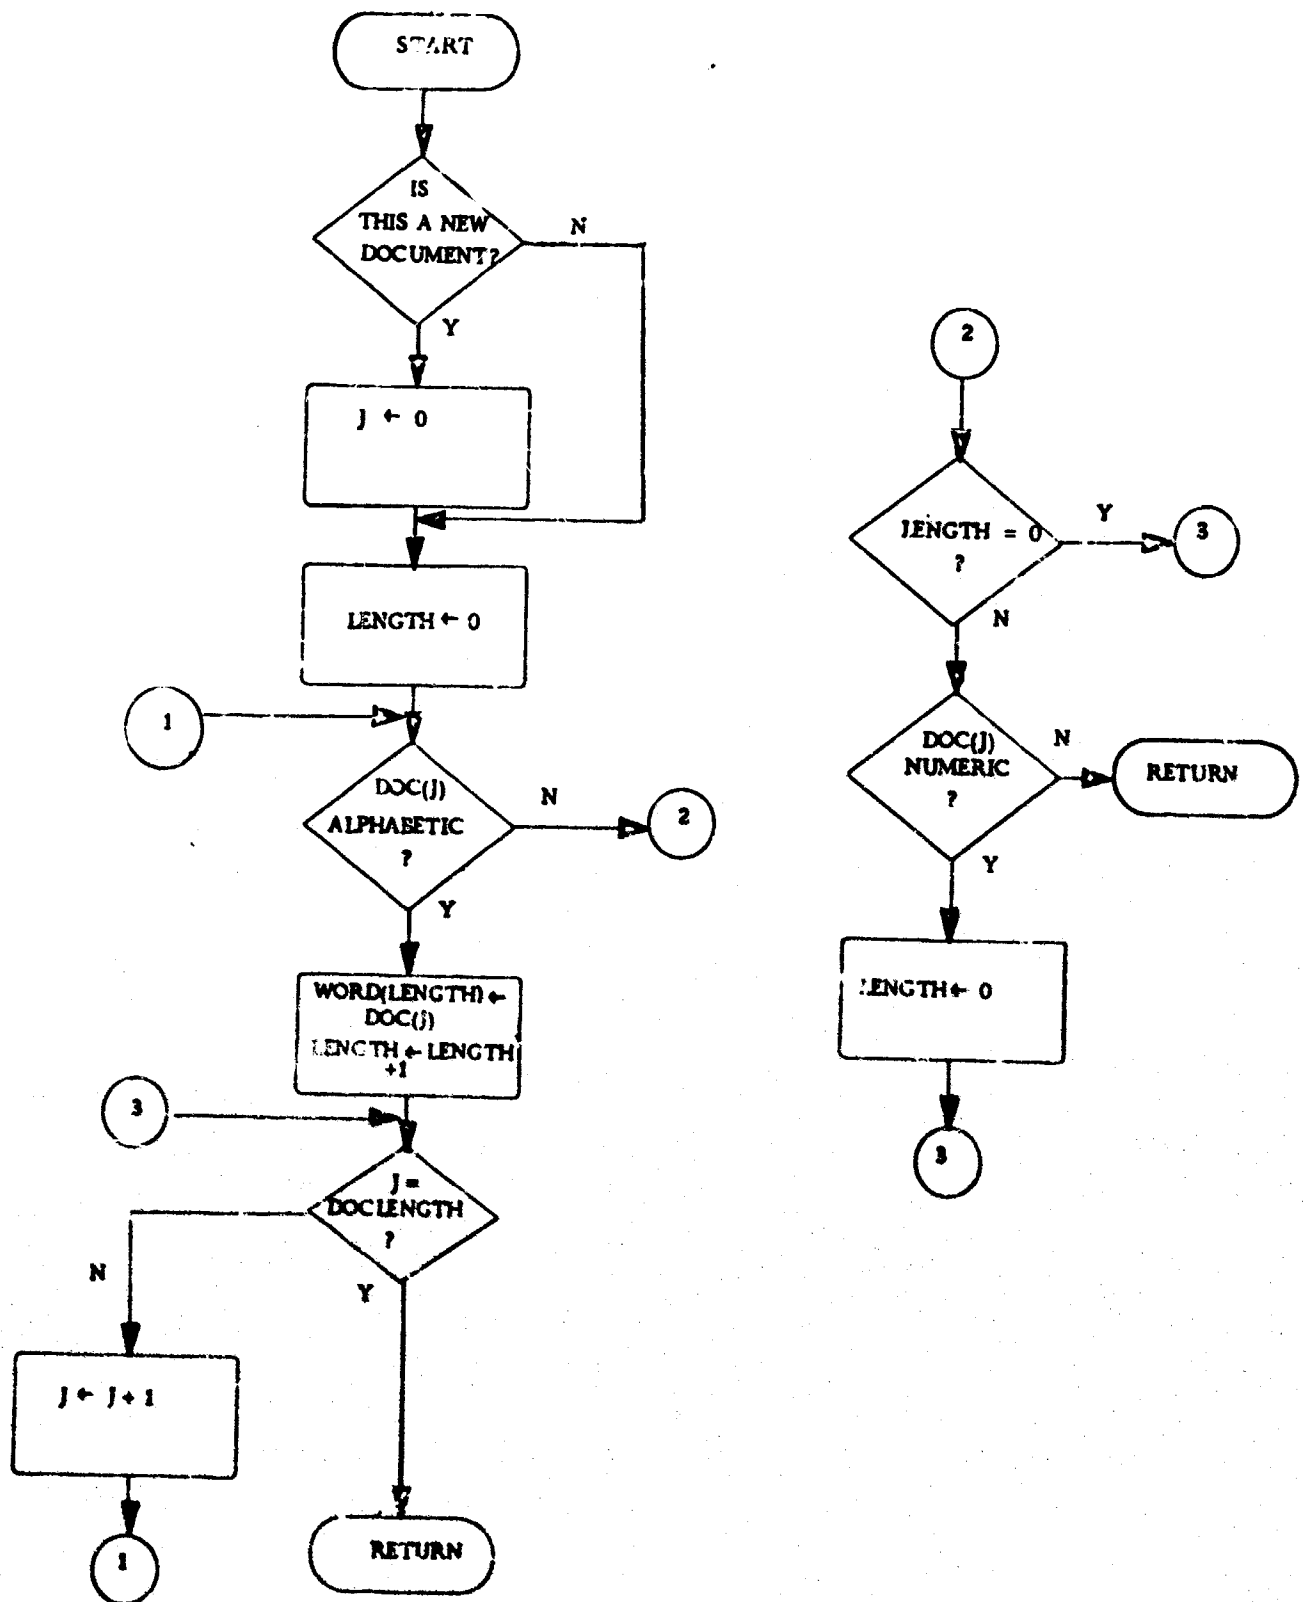 START
IS
THIS A NEW
DOCUMENT?
N
Y
J ← 0
LENGTH ← 0
1
DOC(J)
ALPHABETIC
?
N
2
Y
WORD(LENGTH) ←
DOC(J)
LENGTH ← LENGTH
+1
3
J =
DOCLENGTH
?
N
Y
J ← J + 1
1
RETURN
2
LENGTH = 0
?
Y
3
N
DOC(J)
NUMERIC
?
N
RETURN
Y
LENGTH ← 0
3